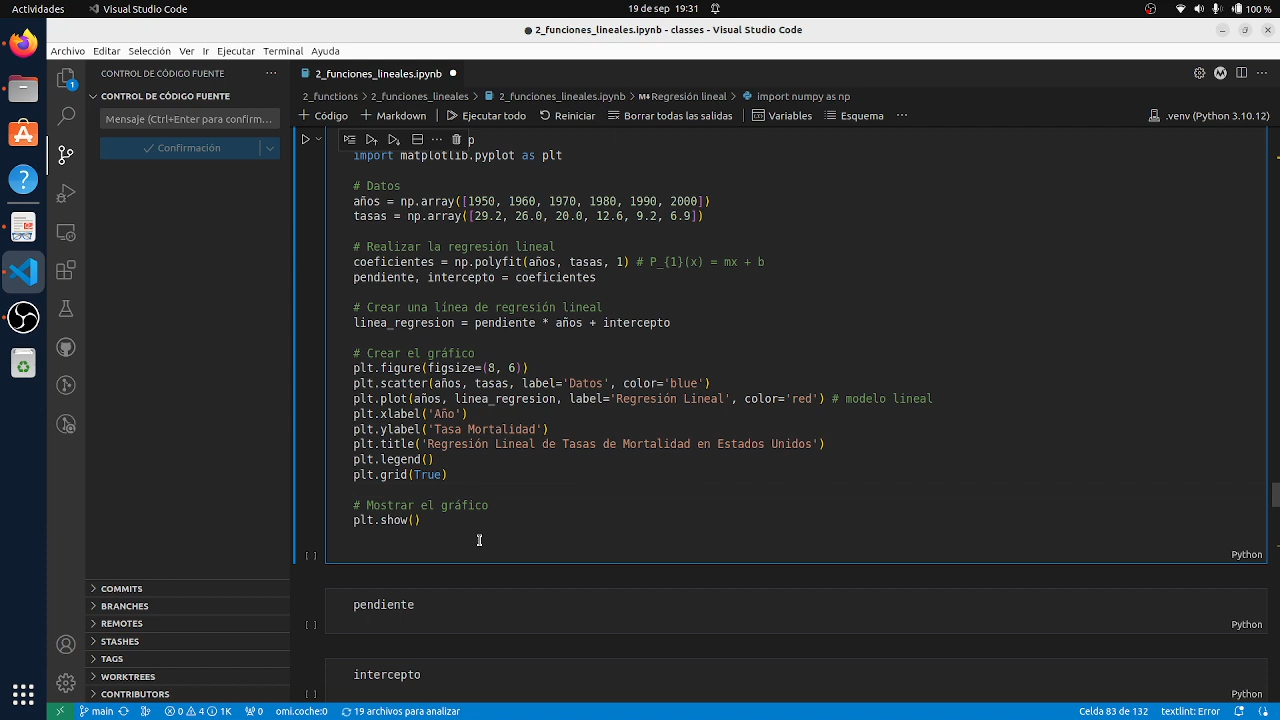 Actividades
Visual Studio Code
19 de sep 19:31
100 %
2_funciones_lineales.ipynb - classes - Visual Studio Code
Archivo Editar Selección Ver Ir Ejecutar Terminal Ayuda
CONTROL DE CÓDIGO FUENTE
2_funciones_lineales.ipynb
CONTROL DE CÓDIGO FUENTE
2_functions > 2_funciones_lineales > 2_funciones_lineales.ipynb > Regresión lineal > import numpy as np
Mensaje (Ctrl+Enter para confirm...
+ Código + Markdown Ejecutar todo Reiniciar Borrar todas las salidas Variables Esquema ...
.venv (Python 3.10.12)
Confirmación
p
import matplotlib.pyplot as plt
# Datos
años = np.array([1950, 1960, 1970, 1980, 1990, 2000])
tasas = np.array([29.2, 26.0, 20.0, 12.6, 9.2, 6.9])
# Realizar la regresión lineal
coeficientes = np.polyfit(años, tasas, 1) # P_{1}(x) = mx + b
pendiente, intercepto = coeficientes
# Crear una línea de regresión lineal
linea_regresion = pendiente * años + intercepto
# Crear el gráfico
plt.figure(figsize=(8, 6))
plt.scatter(años, tasas, label='Datos', color='blue')
plt.plot(años, linea_regresion, label='Regresión Lineal', color='red') # modelo lineal
plt.xlabel('Año')
plt.ylabel('Tasa Mortalidad')
plt.title('Regresión Lineal de Tasas de Mortalidad en Estados Unidos')
plt.legend()
plt.grid(True)
# Mostrar el gráfico
plt.show()
[ ]
Python
pendiente
[ ]
Python
intercepto
[ ]
Python
COMMITS
BRANCHES
REMOTES
STASHES
TAGS
WORKTREES
CONTRIBUTORS
1
main
0 4 1K
0
omi.coche:0
19 archivos para analizar
Celda 83 de 132
textlint: Error